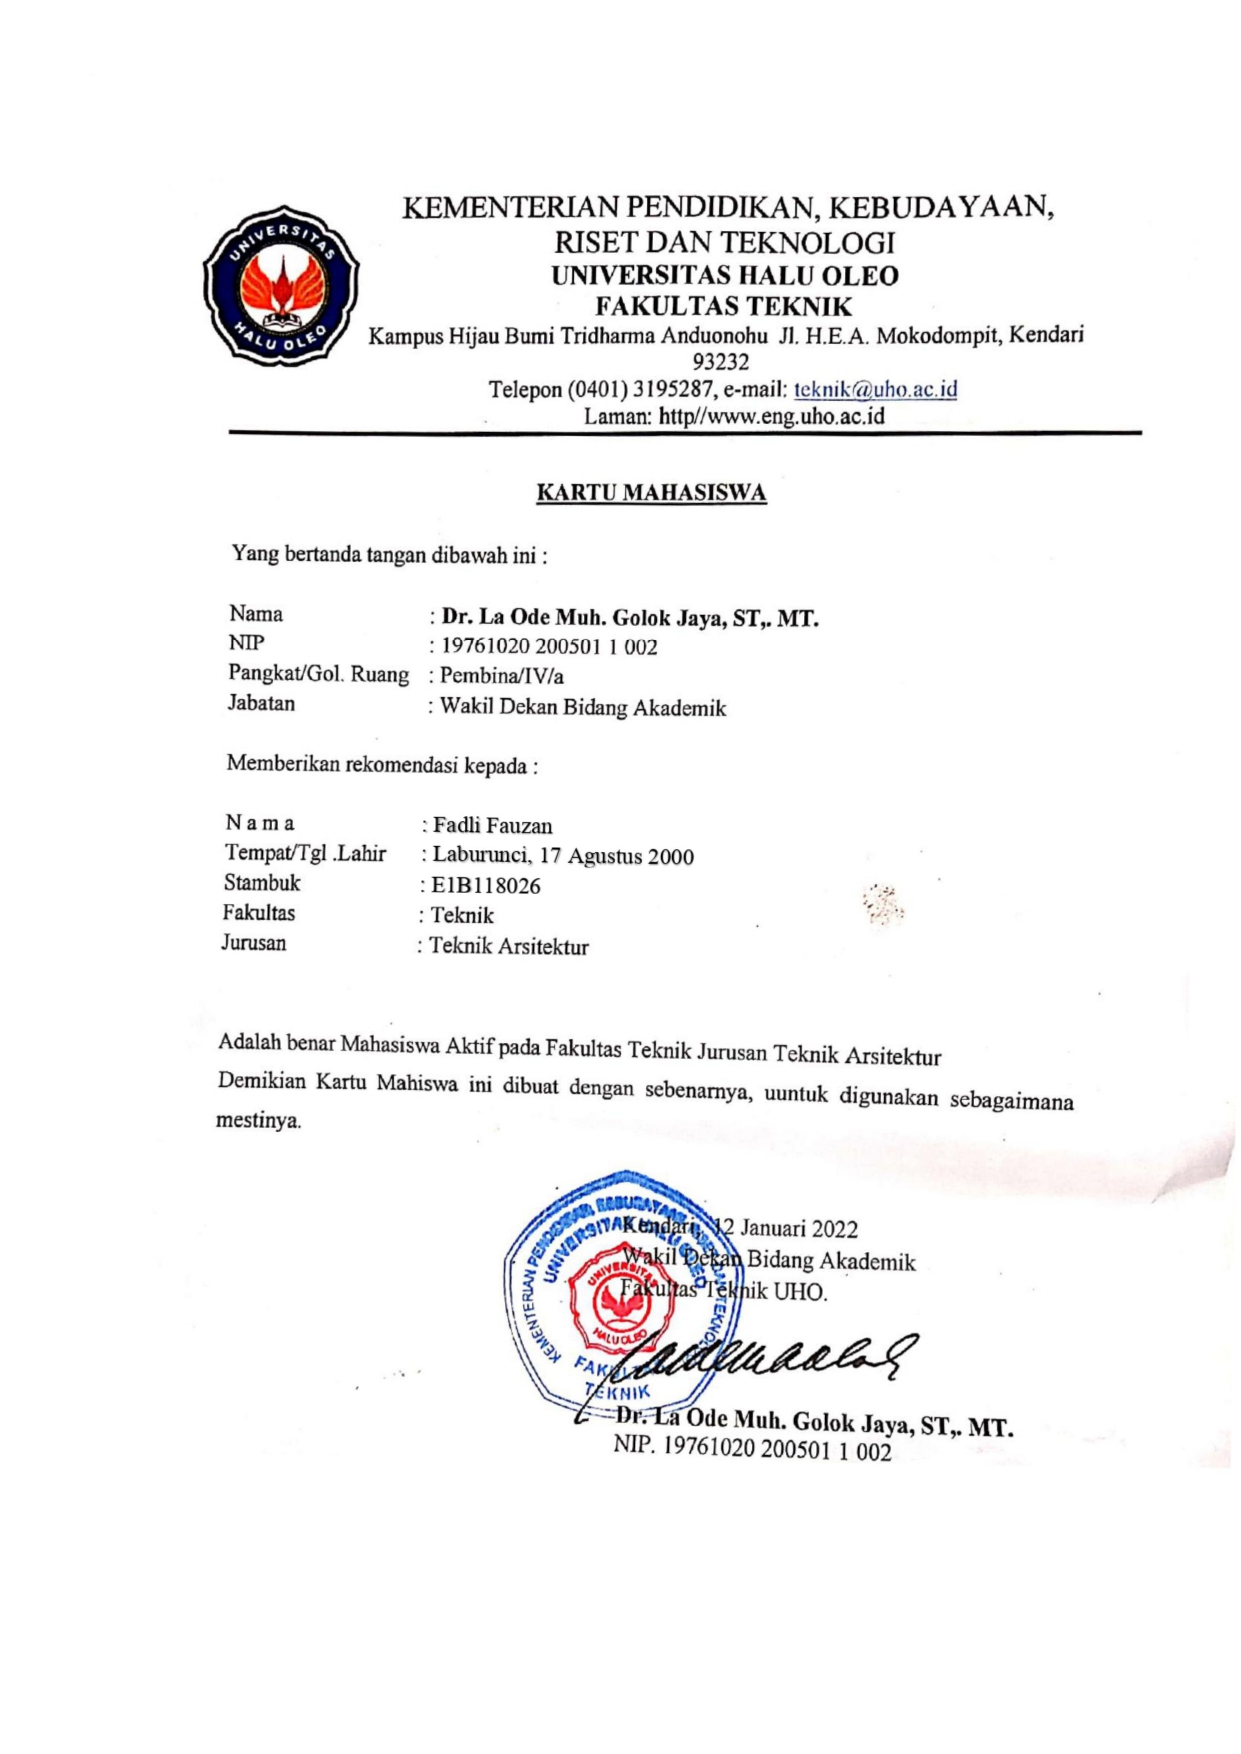 UNIVERSITAS
HALU OLEO
KEMENTERIAN PENDIDIKAN, KEBUDAYAAN,
RISET DAN TEKNOLOGI
UNIVERSITAS HALU OLEO
FAKULTAS TEKNIK
Kampus Hijau Bumi Tridharma Anduonohu Jl. H.E.A. Mokodompit, Kendari
93232
Telepon (0401) 3195287, e-mail: teknik@uho.ac.id
Laman: http//www.eng.uho.ac.id
KARTU MAHASISWA
Yang bertanda tangan dibawah ini :
Nama : Dr. La Ode Muh. Golok Jaya, ST,. MT.
NIP : 19761020 200501 1 002
Pangkat/Gol. Ruang : Pembina/IV/a
Jabatan : Wakil Dekan Bidang Akademik
Memberikan rekomendasi kepada :
N a m a : Fadli Fauzan
Tempat/Tgl .Lahir : Laburunci, 17 Agustus 2000
Stambuk : E1B118026
Fakultas : Teknik
Jurusan : Teknik Arsitektur
Adalah benar Mahasiswa Aktif pada Fakultas Teknik Jurusan Teknik Arsitektur
Demikian Kartu Mahiswa ini dibuat dengan sebenarnya, uuntuk digunakan sebagaimana
mestinya.
Kendari, 12 Januari 2022
Wakil Dekan Bidang Akademik
Fakultas Teknik UHO.
KEMENTERIAN PENDIDIKAN, KEBUDAYAAN
UNIVERSITAS HALU OLEO
UNIVERSITAS
HALU OLEO
FAKULTAS
TEKNIK
Dr. La Ode Muh. Golok Jaya, ST,. MT.
NIP. 19761020 200501 1 002